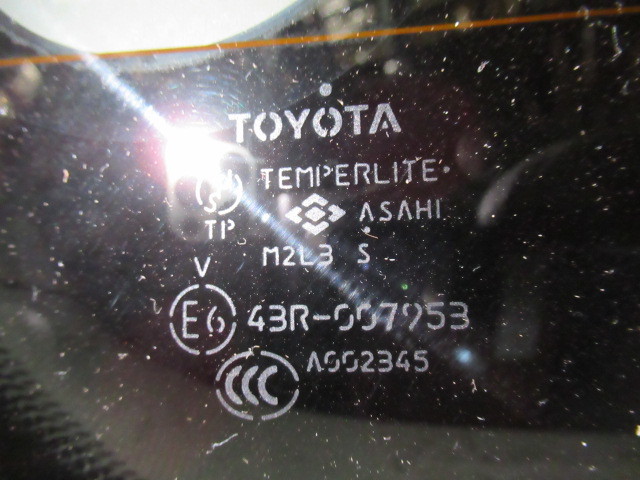 TOYOTA
TEMPERLITE
S
TP
ASAHI
M2L3 S
V
E6 43R-007953
CCC A002345